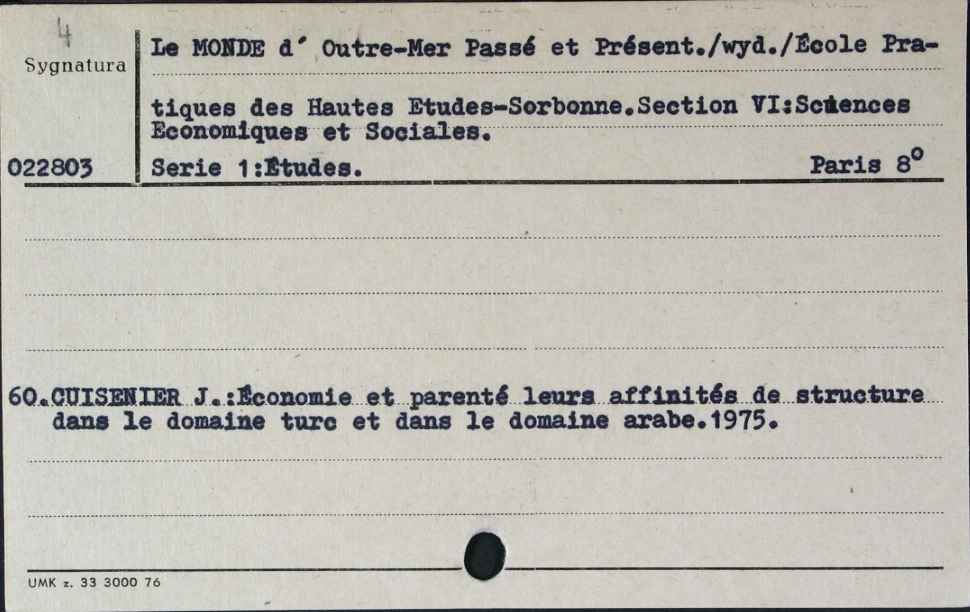 4
Sygnatura
Le MONDE d´ Outre-Mer Passé et Présent./wyd./École Pra-
tiques des Hautes Etudes-Sorbonne.Section VI:Sciences
Economiques et Sociales.
022803
Serie 1:Études. Paris 8°
60.CUISENIER J.:Économie et parenté leurs affinités de structure
dans le domaine turc et dans le domaine arabe.1975.
UMK z. 33 3000 76